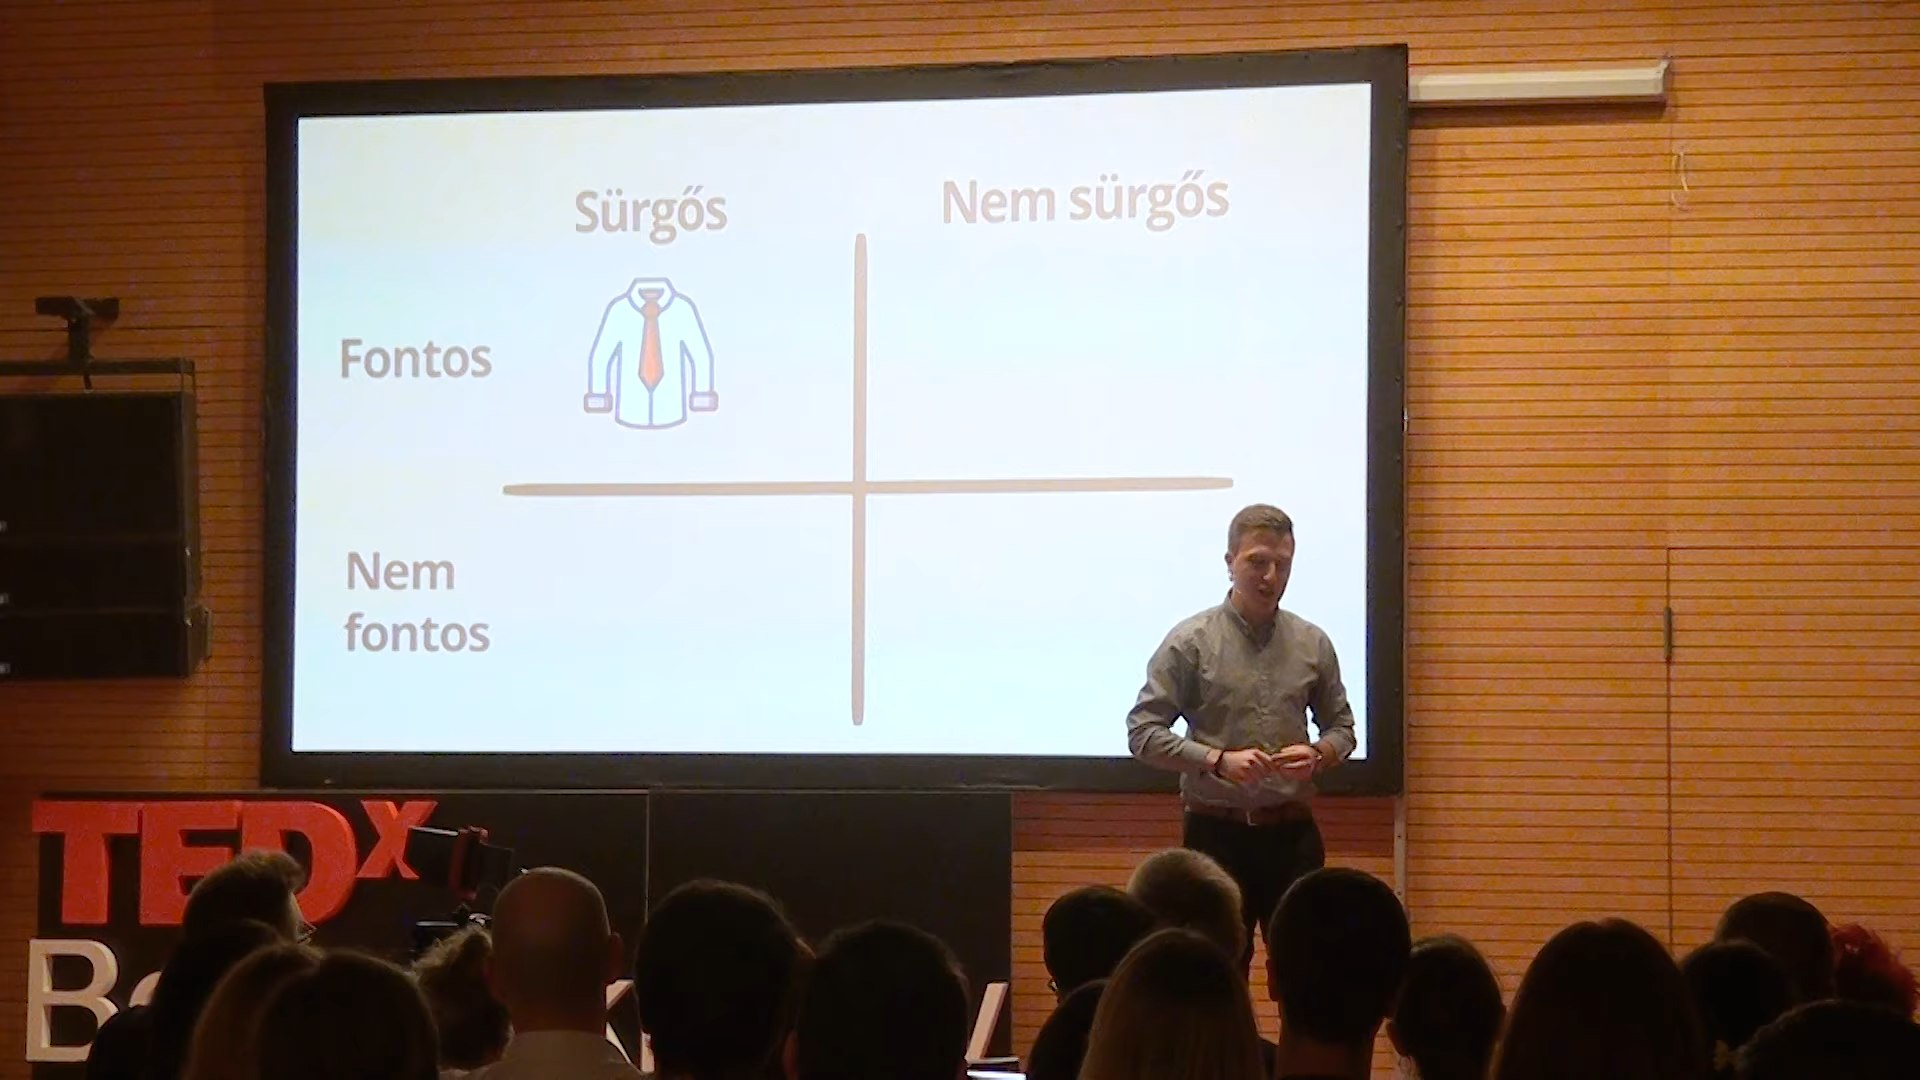 Sürgős
Nem sürgős
Fontos
Nem
fontos
TEDx